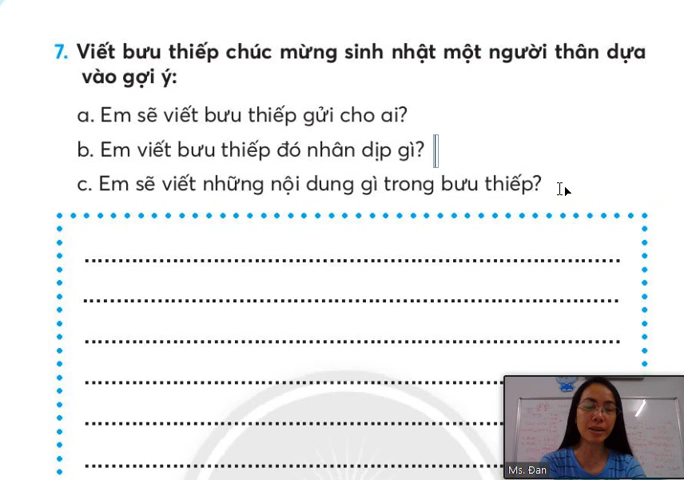 7. Viết bưu thiếp chúc mừng sinh nhật một người thân dựa
vào gợi ý:
a. Em sẽ viết bưu thiếp gửi cho ai?
b. Em viết bưu thiếp đó nhân dịp gì?
c. Em sẽ viết những nội dung gì trong bưu thiếp?
Ms. Đan